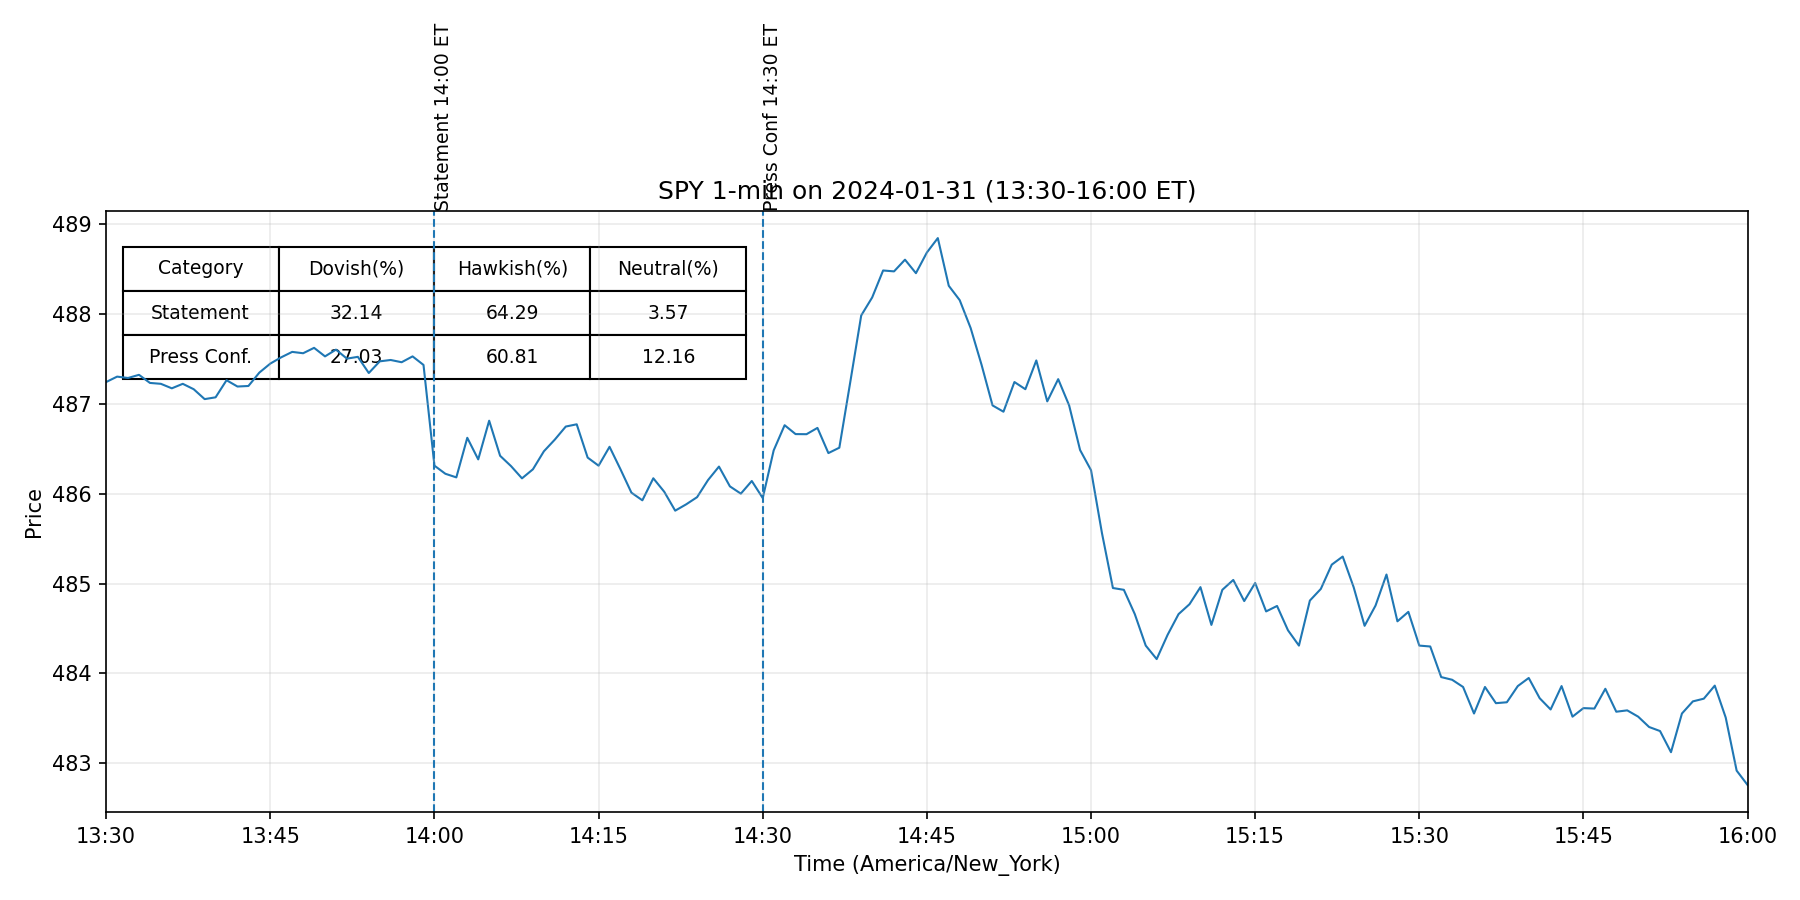 Statement 14:00 ET
Press Conf 14:30 ET
SPY 1-min on 2024-01-31 (13:30-16:00 ET)
Category Dovish(%) Hawkish(%) Neutral(%)
Statement 32.14 64.29 3.57
Press Conf. 27.03 60.81 12.16
489
488
487
486
485
484
483
Price
13:30 13:45 14:00 14:15 14:30 14:45 15:00 15:15 15:30 15:45 16:00
Time (America/New_York)